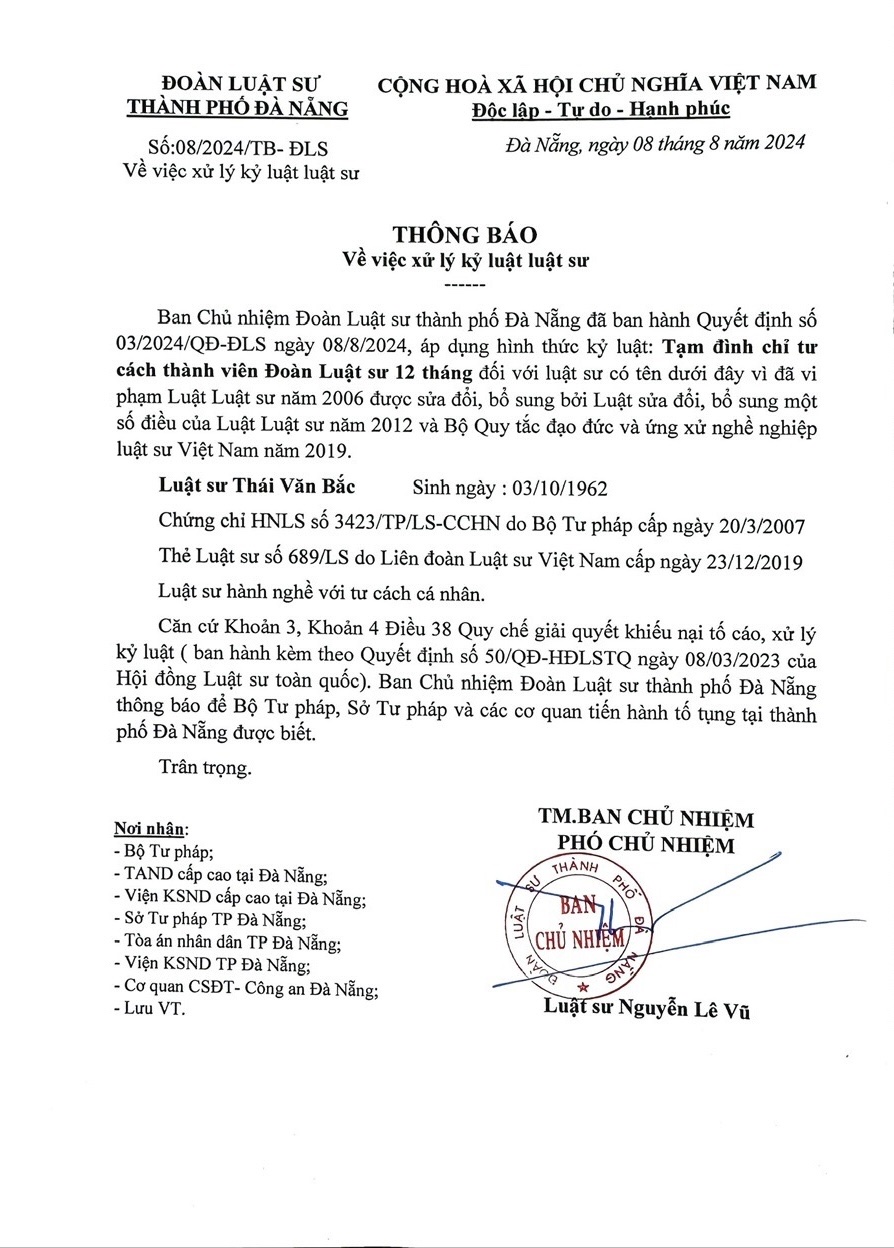 ĐOÀN LUẬT SƯ
THÀNH PHỐ ĐÀ NẴNG
CỘNG HOÀ XÃ HỘI CHỦ NGHĨA VIỆT NAM
Độc lập - Tự do - Hạnh phúc
Số:08/2024/TB- ĐLS
Về việc xử lý kỷ luật luật sư
Đà Nẵng, ngày 08 tháng 8 năm 2024
THÔNG BÁO
Về việc xử lý kỷ luật luật sư
------
Ban Chủ nhiệm Đoàn Luật sư thành phố Đà Nẵng đã ban hành Quyết định số
03/2024/QĐ-ĐLS ngày 08/8/2024, áp dụng hình thức kỷ luật: Tạm đình chỉ tư
cách thành viên Đoàn Luật sư 12 tháng đối với luật sư có tên dưới đây vì đã vi
phạm Luật Luật sư năm 2006 được sửa đổi, bổ sung bởi Luật sửa đổi, bổ sung một
số điều của Luật Luật sư năm 2012 và Bộ Quy tắc đạo đức và ứng xử nghề nghiệp
luật sư Việt Nam năm 2019.
Luật sư Thái Văn Bắc Sinh ngày : 03/10/1962
Chứng chỉ HNLS số 3423/TP/LS-CCHN do Bộ Tư pháp cấp ngày 20/3/2007
Thẻ Luật sư số 689/LS do Liên đoàn Luật sư Việt Nam cấp ngày 23/12/2019
Luật sư hành nghề với tư cách cá nhân.
Căn cứ Khoản 3, Khoản 4 Điều 38 Quy chế giải quyết khiếu nại tố cáo, xử lý
kỷ luật ( ban hành kèm theo Quyết định số 50/QĐ-HĐLSTQ ngày 08/03/2023 của
Hội đồng Luật sư toàn quốc). Ban Chủ nhiệm Đoàn Luật sư thành phố Đà Nẵng
thông báo để Bộ Tư pháp, Sở Tư pháp và các cơ quan tiến hành tố tụng tại thành
phố Đà Nẵng được biết.
Trân trọng.
Nơi nhận:
- Bộ Tư pháp;
- TAND cấp cao tại Đà Nẵng;
- Viện KSND cấp cao tại Đà Nẵng;
- Sở Tư pháp TP Đà Nẵng;
- Tòa án nhân dân TP Đà Nẵng;
- Viện KSND TP Đà Nẵng;
- Cơ quan CSĐT- Công an Đà Nẵng;
- Lưu VT.
TM.BAN CHỦ NHIỆM
PHÓ CHỦ NHIỆM
ĐOÀN LUẬT SƯ THÀNH PHỐ ĐÀ NẴNG
BAN
CHỦ NHIỆM
Luật sư Nguyễn Lê Vũ